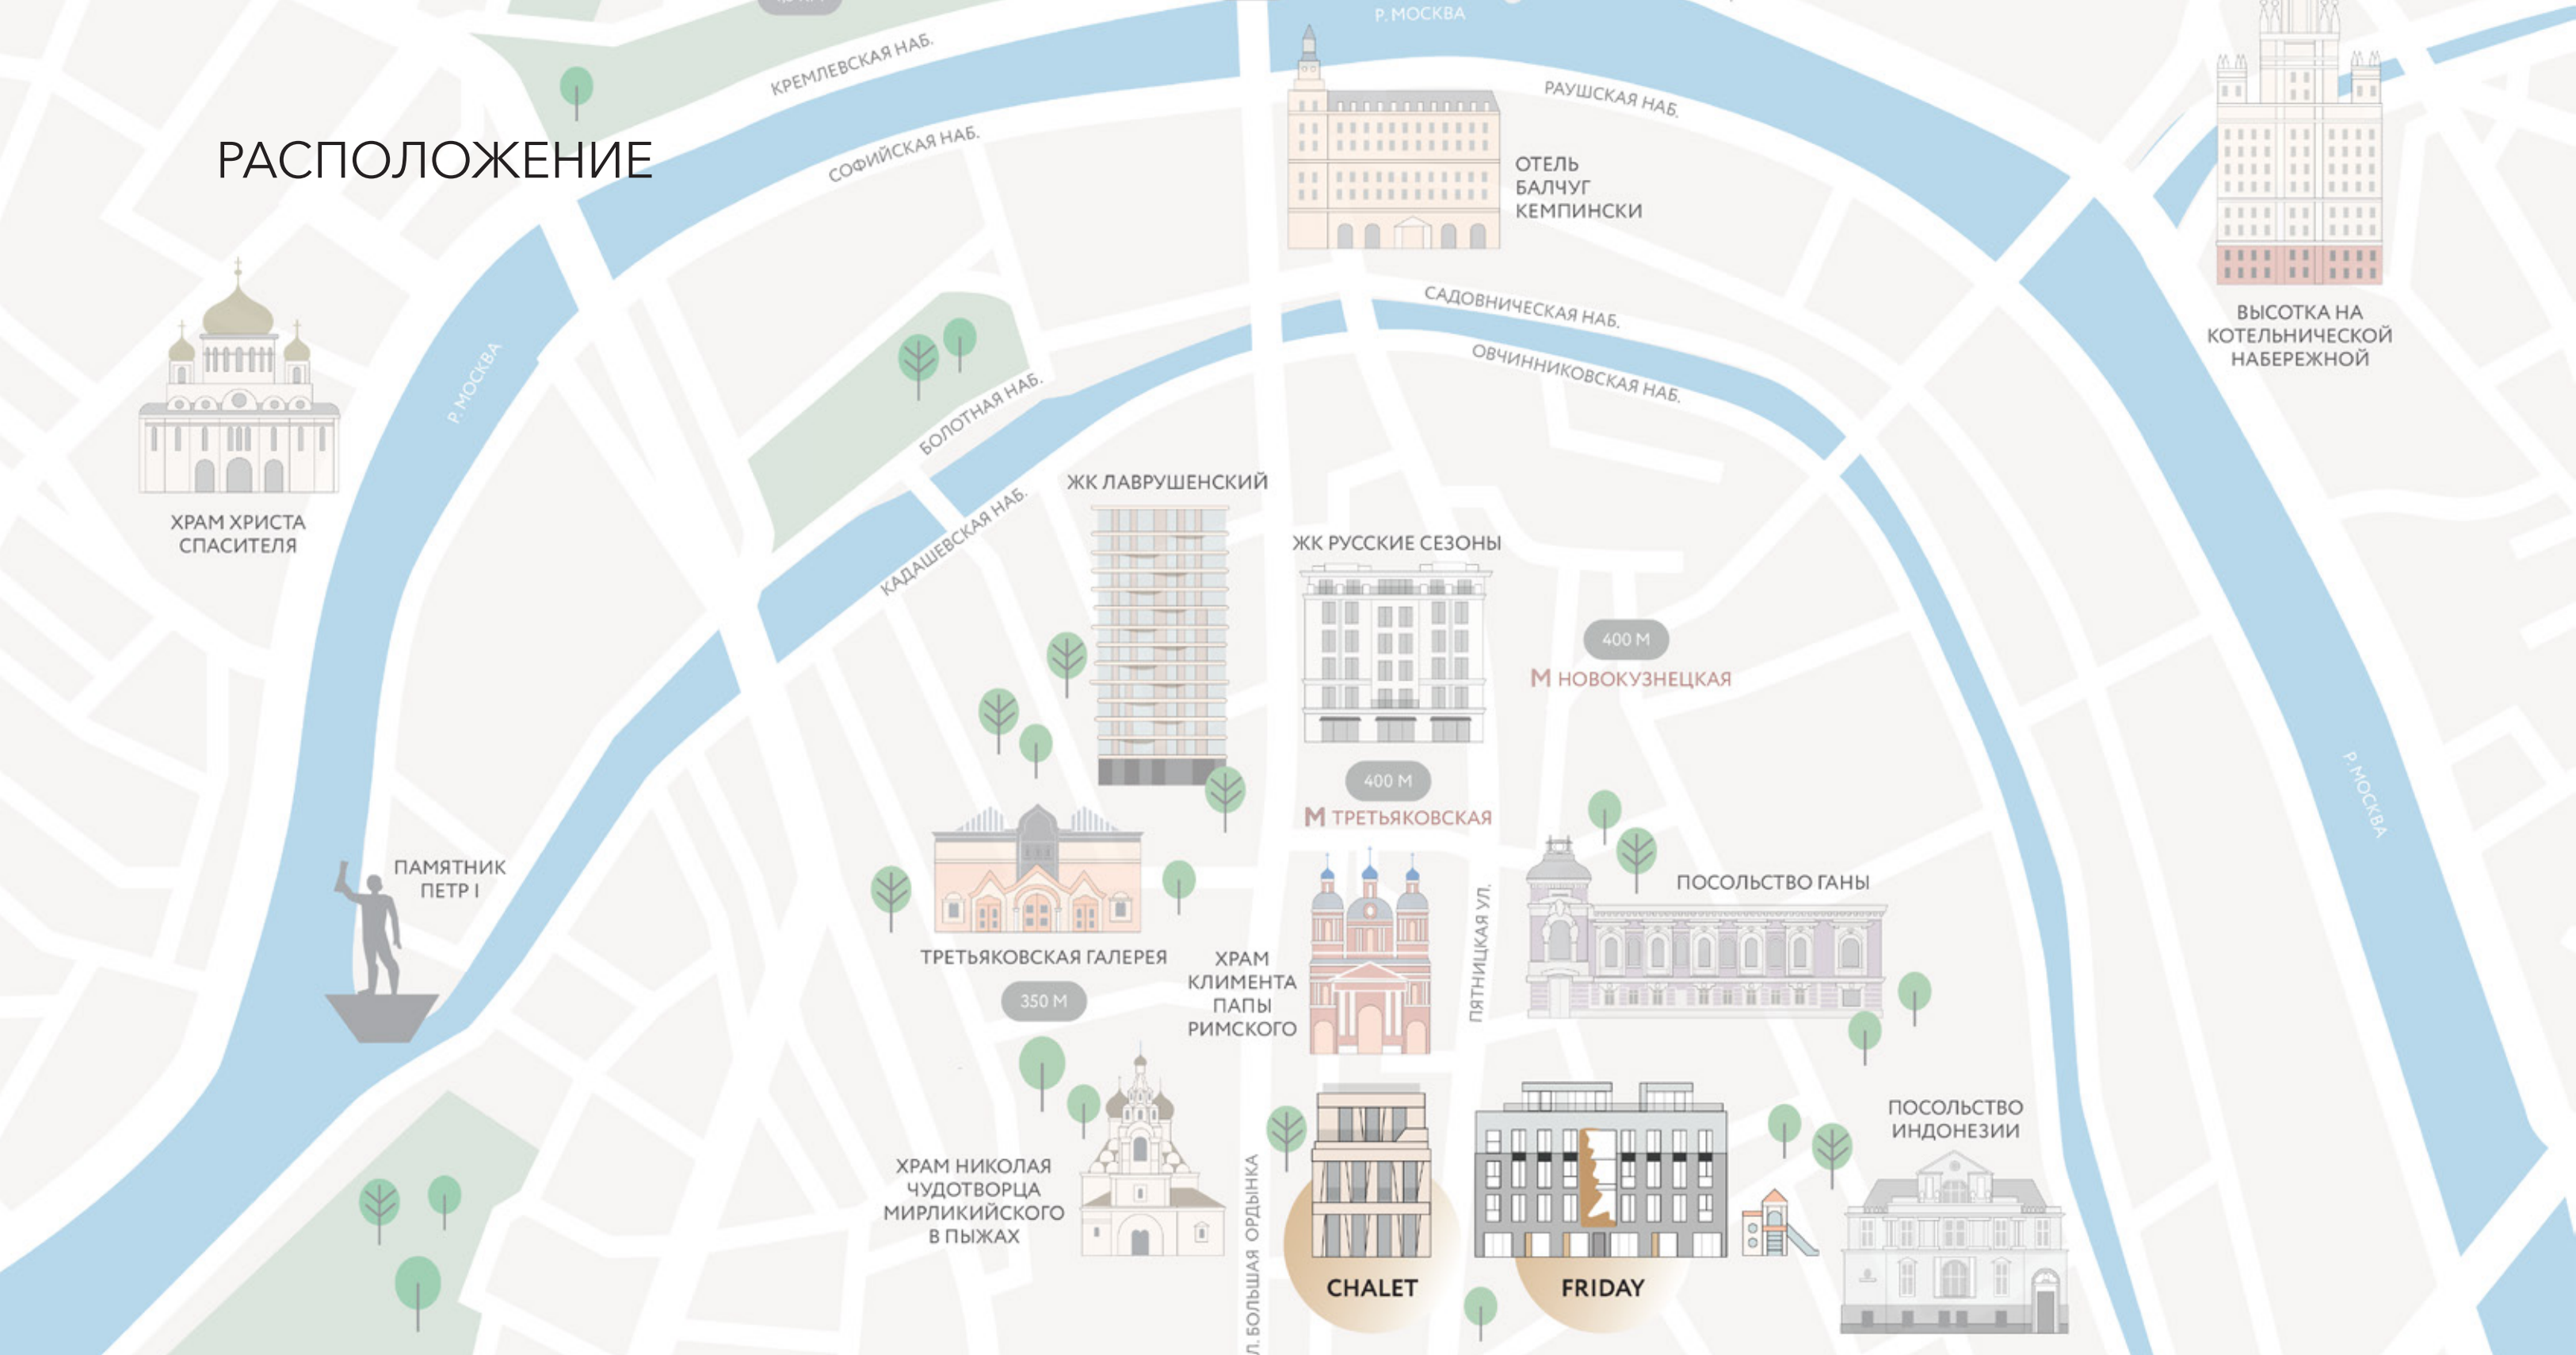 Р. МОСКВА
КРЕМЛЕВСКАЯ НАБ.
РАУШСКАЯ НАБ.
СОФИЙСКАЯ НАБ.
РАСПОЛОЖЕНИЕ
ОТЕЛЬ
БАЛЧУГ
КЕМПИНСКИ
САДОВНИЧЕСКАЯ НАБ.
ОВЧИННИКОВСКАЯ НАБ.
ВЫСОТКА НА
КОТЕЛЬНИЧЕСКОЙ
НАБЕРЕЖНОЙ
Р. МОСКВА
БОЛОТНАЯ НАБ.
КАДАШЕВСКАЯ НАБ.
ХРАМ ХРИСТА
СПАСИТЕЛЯ
ЖК ЛАВРУШЕНСКИЙ
ЖК РУССКИЕ СЕЗОНЫ
400 М
М НОВОКУЗНЕЦКАЯ
400 М
М ТРЕТЬЯКОВСКАЯ
Р. МОСКВА
ПАМЯТНИК
ПЕТР I
ТРЕТЬЯКОВСКАЯ ГАЛЕРЕЯ
350 М
ХРАМ
КЛИМЕНТА
ПАПЫ
РИМСКОГО
ПЯТНИЦКАЯ УЛ.
ПОСОЛЬСТВО ГАНЫ
ПОСОЛЬСТВО
ИНДОНЕЗИИ
ХРАМ НИКОЛАЯ
ЧУДОТВОРЦА
МИРЛИКИЙСКОГО
В ПЫЖАХ
Л. БОЛЬШАЯ ОРДЫНКА
CHALET
FRIDAY